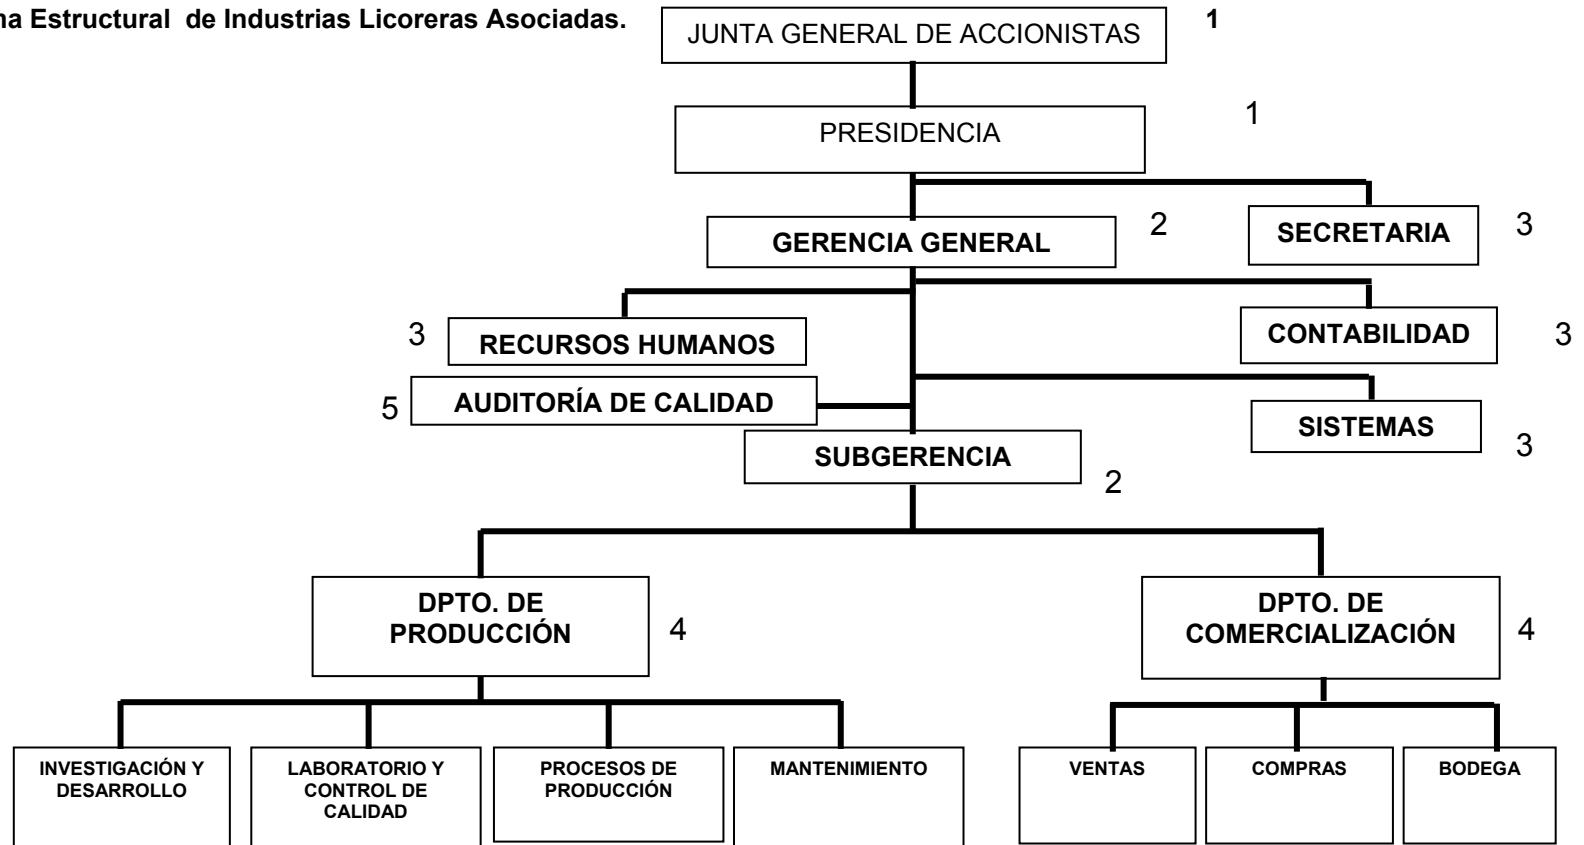 na Estructural de Industrias Licoreras Asociadas.
1
JUNTA GENERAL DE ACCIONISTAS
1
PRESIDENCIA
2
GERENCIA GENERAL
SECRETARIA
3
3
RECURSOS HUMANOS
CONTABILIDAD
3
5
AUDITORÍA DE CALIDAD
SISTEMAS
3
SUBGERENCIA
2
DPTO. DE
PRODUCCIÓN
4
DPTO. DE
COMERCIALIZACIÓN
4
INVESTIGACIÓN Y
DESARROLLO
LABORATORIO Y
CONTROL DE
CALIDAD
PROCESOS DE
PRODUCCIÓN
MANTENIMIENTO
VENTAS
COMPRAS
BODEGA